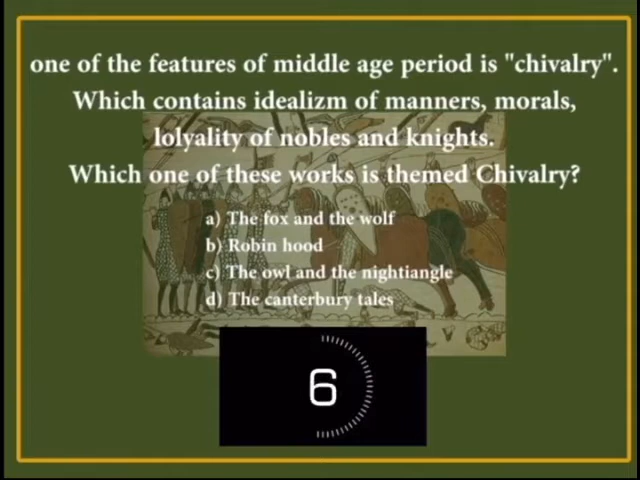 one of the features of middle age period is "chivalry".
Which contains idealizm of manners, morals,
lolyality of nobles and knights.
Which one of these works is themed Chivalry?
a) The fox and the wolf
b) Robin hood
c) The owl and the nightiangle
d) The canterbury tales
6